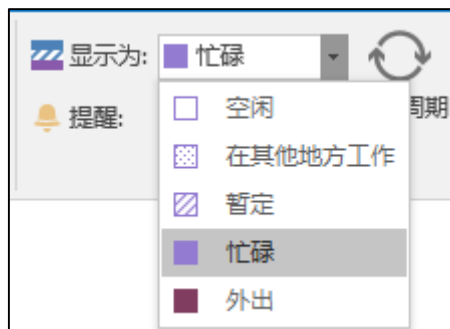 显示为: 忙碌
提醒:
周期
空闲
在其他地方工作
暂定
忙碌
外出